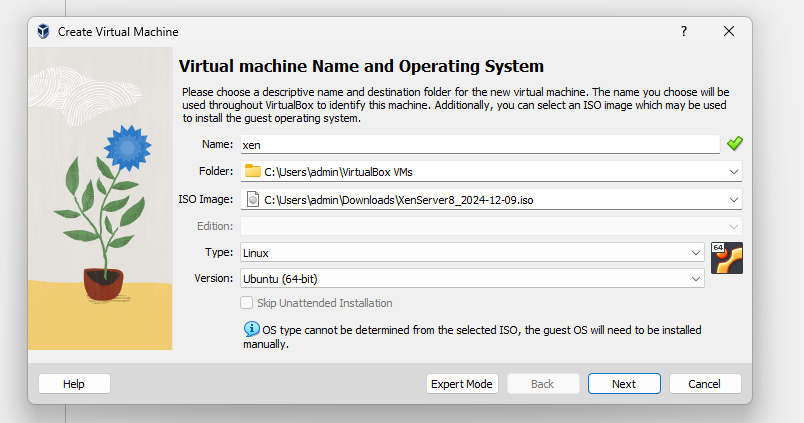 Create Virtual Machine
?
Virtual machine Name and Operating System
Please choose a descriptive name and destination folder for the new virtual machine. The name you choose will be
used throughout VirtualBox to identify this machine. Additionally, you can select an ISO image which may be used
to install the guest operating system.
Name: xen
Folder: C:\Users\admin\VirtualBox VMs
ISO Image: C:\Users\admin\Downloads\XenServer8_2024-12-09.iso
Edition:
Type: Linux
64
Version: Ubuntu (64-bit)
Skip Unattended Installation
OS type cannot be determined from the selected ISO, the guest OS will need to be installed
manually.
Help Expert Mode Back Next Cancel